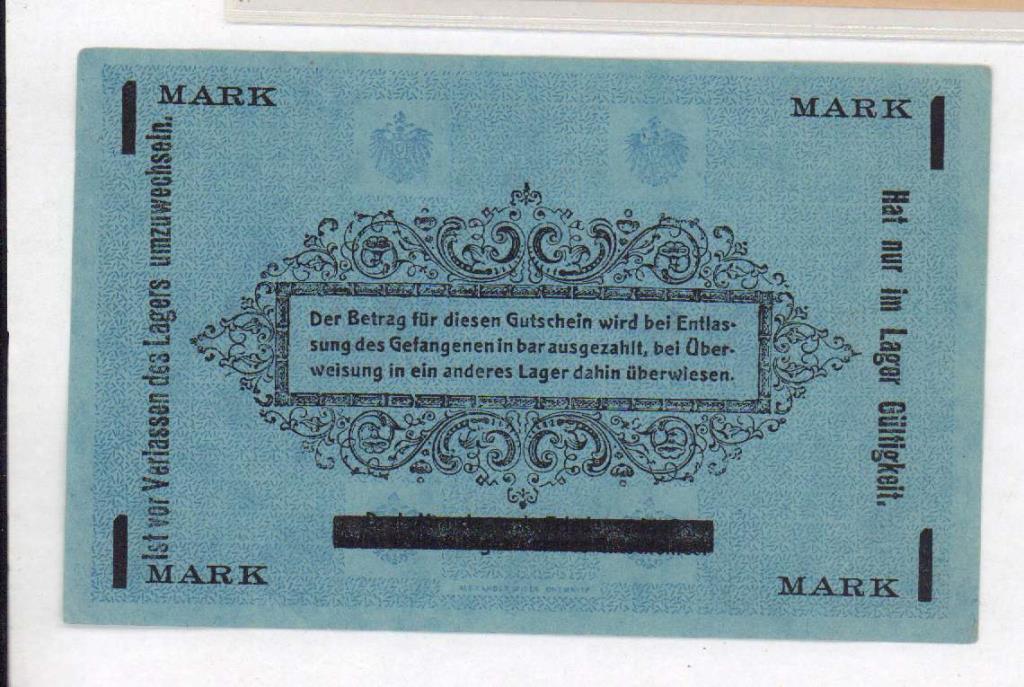 MARK
MARK
Ist vor Verlassen des Lagers umzuwechseln.
Der Betrag für diesen Gutschein wird bei Entlas-
sung des Gefangenen in bar ausgezahlt, bei Über-
weisung in ein anderes Lager dahin überwiesen.
Hat nur im Lager Gültigkeit,
MARK
MARK